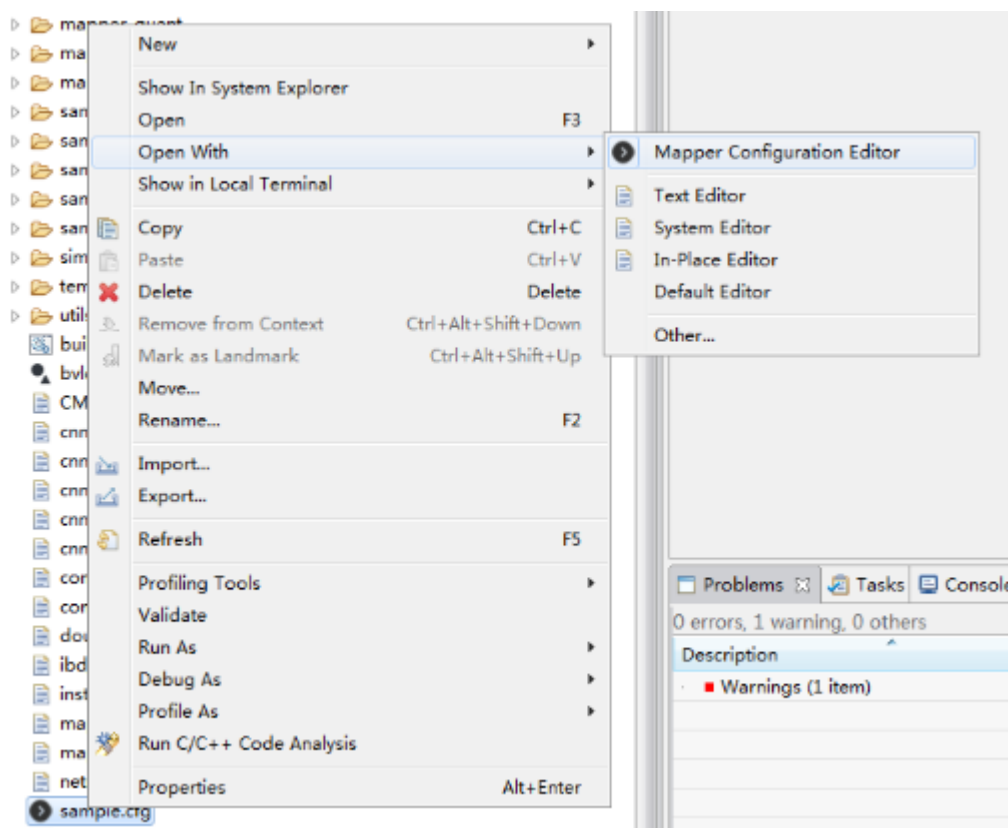 New
Show In System Explorer
Open F3
Open With
Show in Local Terminal
Copy Ctrl+C
Paste Ctrl+V
Delete Delete
Remove from Context Ctrl+Alt+Shift+Down
Mark as Landmark Ctrl+Alt+Shift+Up
Move...
Rename... F2
Import...
Export...
Refresh F5
Profiling Tools
Validate
Run As
Debug As
Profile As
Run C/C++ Code Analysis
Properties Alt+Enter
sample.cfg
Mapper Configuration Editor
Text Editor
System Editor
In-Place Editor
Default Editor
Other...
Problems Tasks Console
0 errors, 1 warning, 0 others
Description
Warnings (1 item)